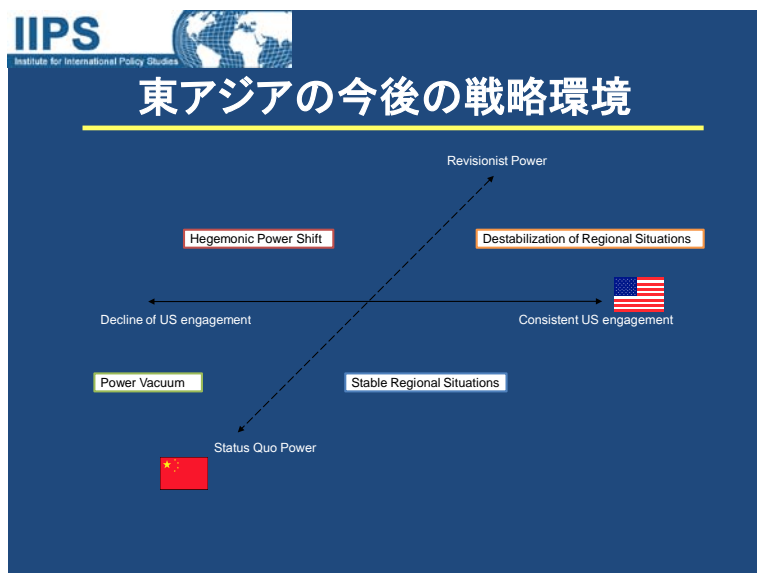 IIPS
Institute for International Policy Studies
東アジアの今後の戦略環境
Revisionist Power
Hegemonic Power Shift
Destabilization of Regional Situations
Decline of US engagement
Consistent US engagement
Power Vacuum
Stable Regional Situations
Status Quo Power